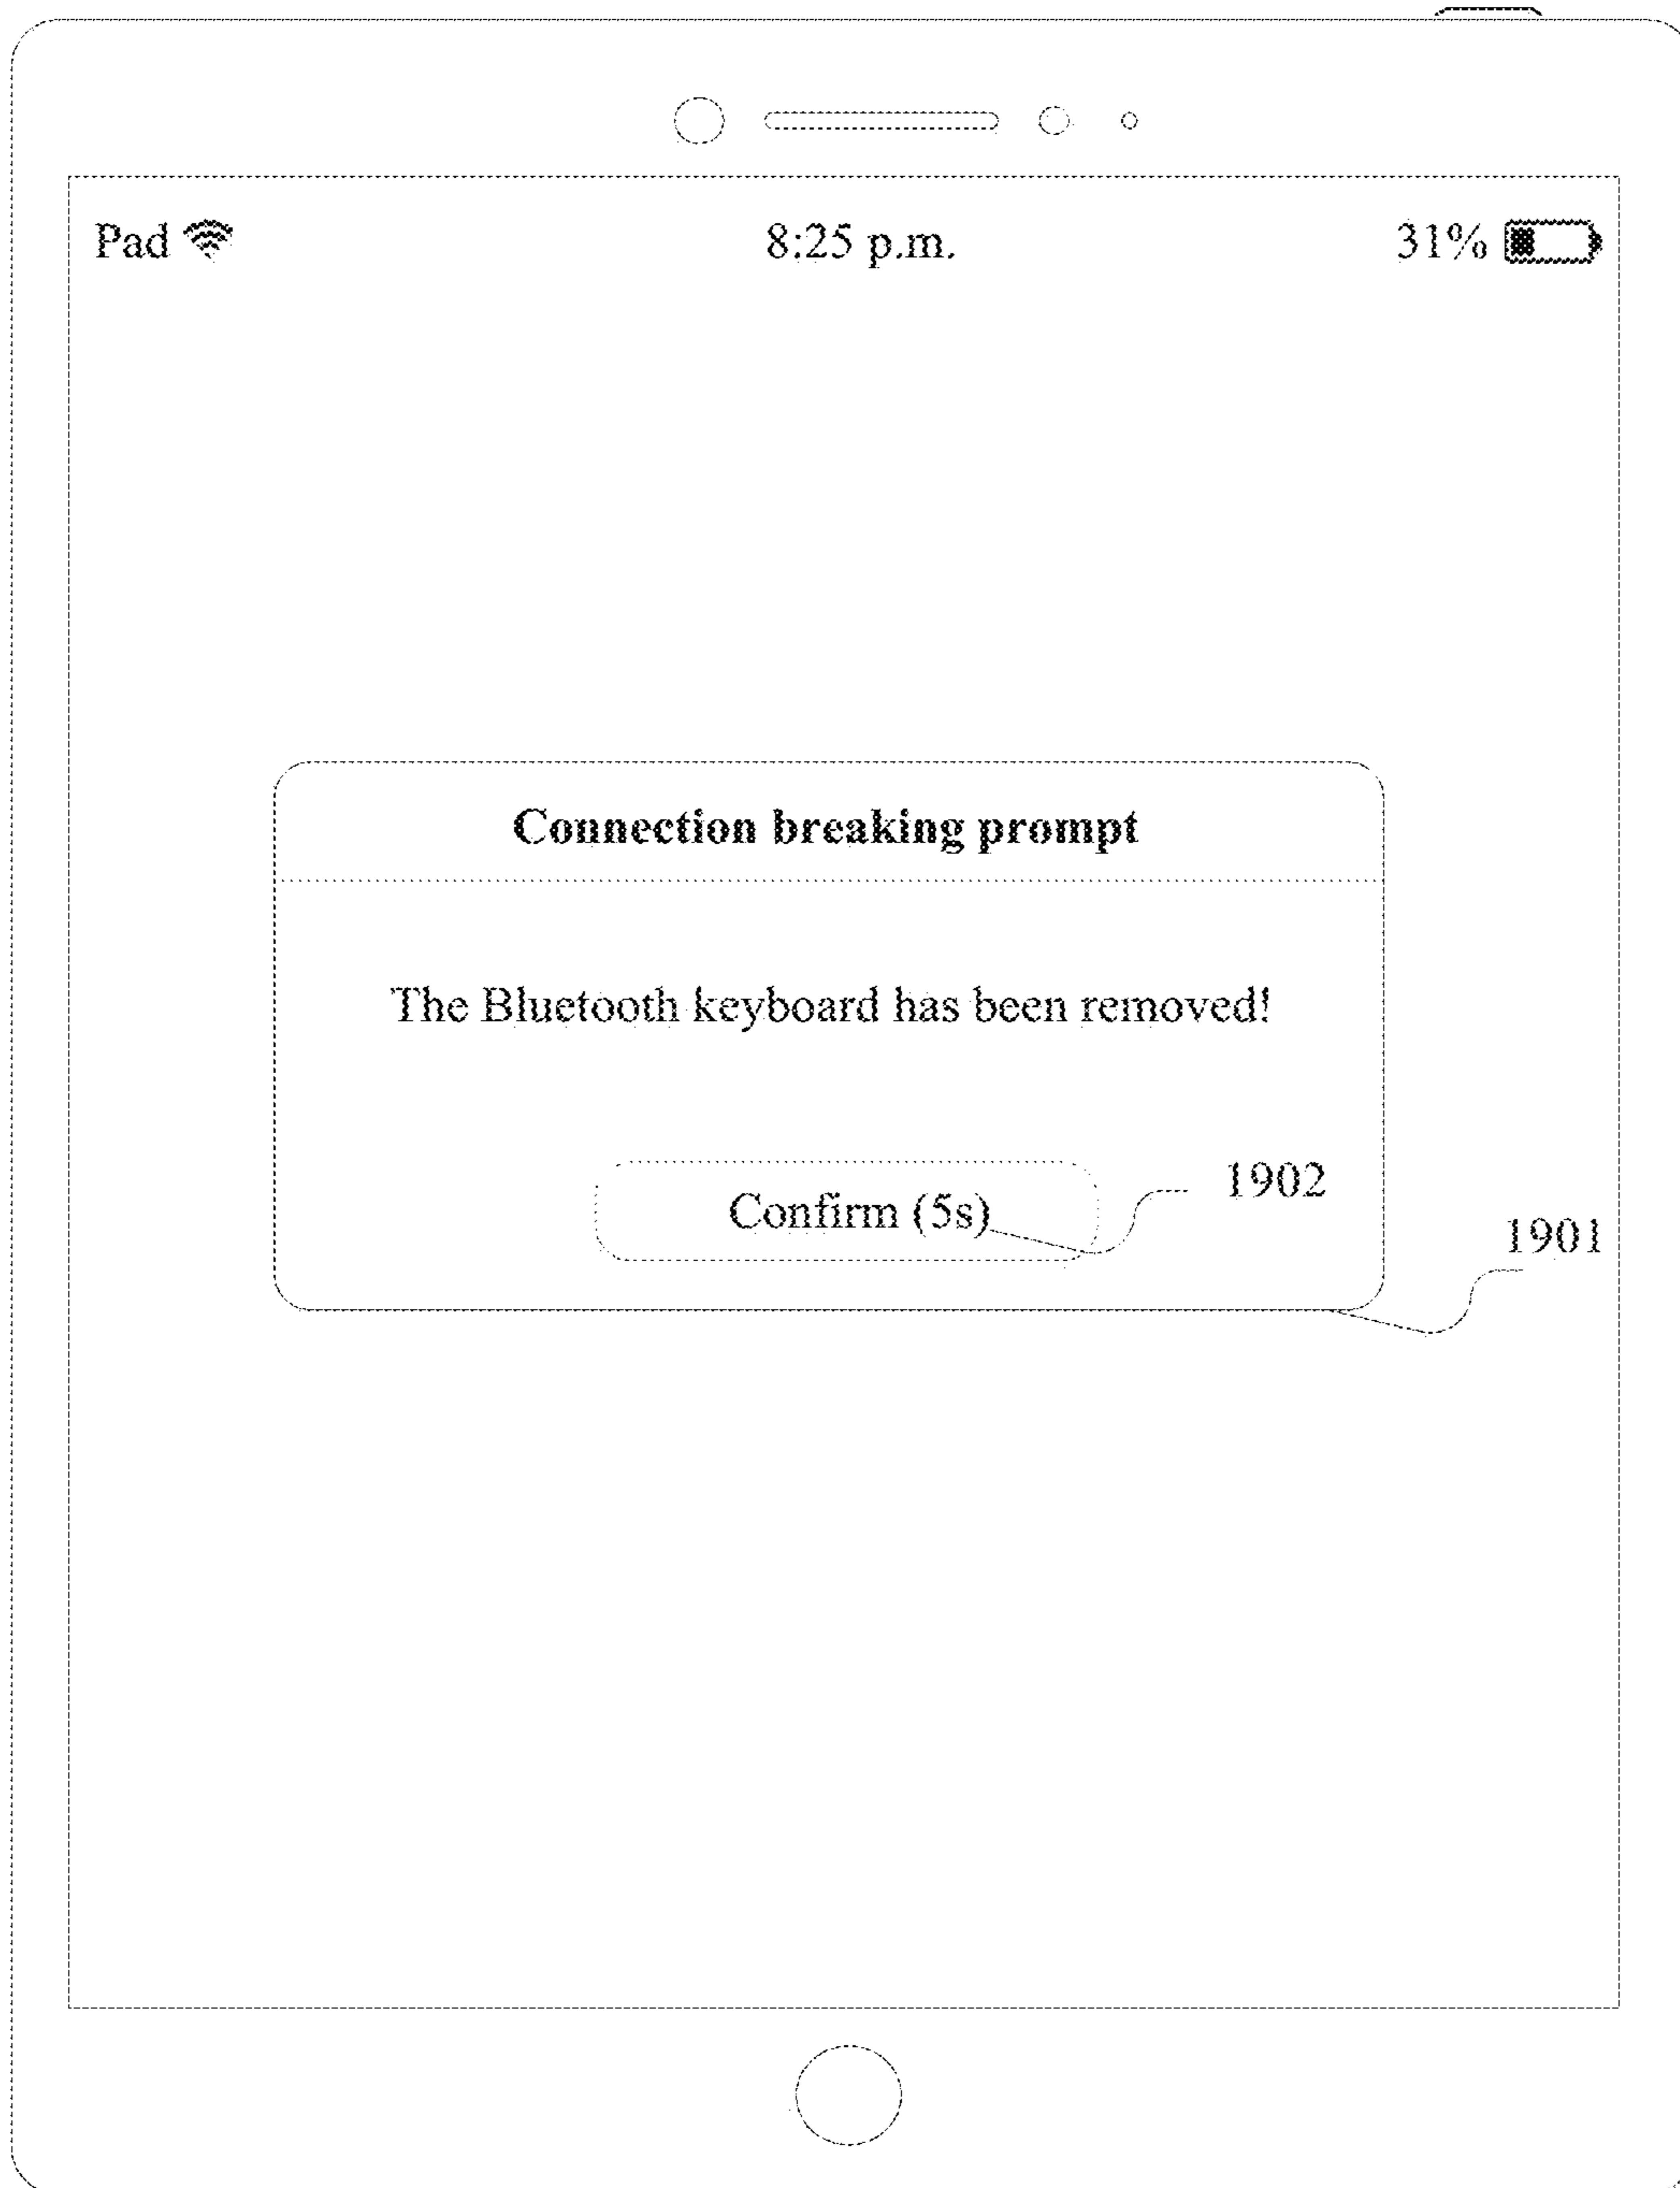 Pad 8:25 p.m. 31%
Connection breaking prompt
The Bluetooth keyboard has been removed!
1902
Confirm (5s)
1901